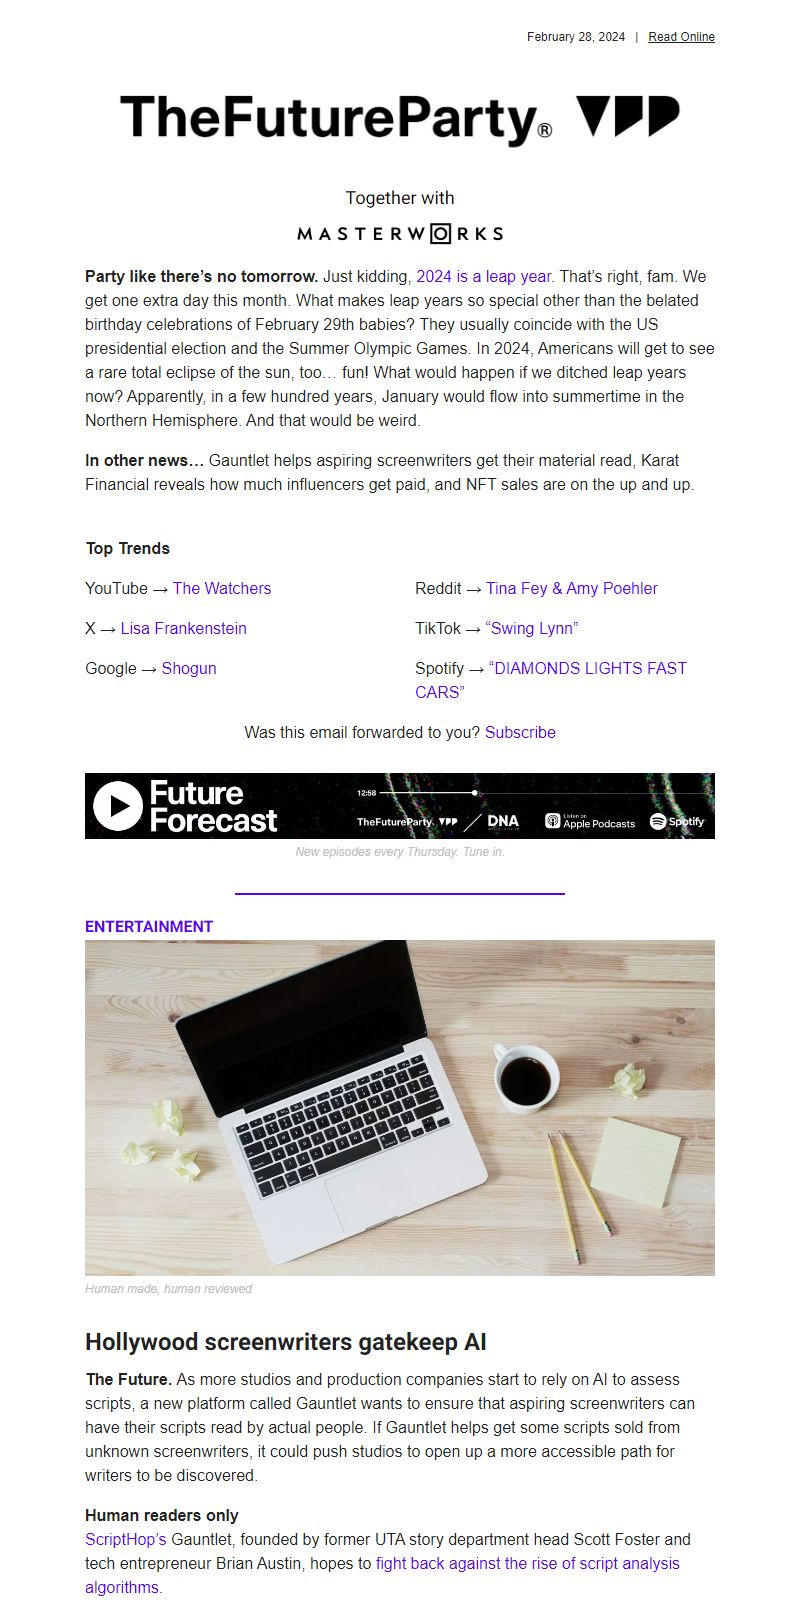 February 28, 2024 | Read Online
TheFutureParty®
Together with
MASTERWORKS
Party like there’s no tomorrow. Just kidding, 2024 is a leap year. That’s right, fam. We
get one extra day this month. What makes leap years so special other than the belated
birthday celebrations of February 29th babies? They usually coincide with the US
presidential election and the Summer Olympic Games. In 2024, Americans will get to see
a rare total eclipse of the sun, too… fun! What would happen if we ditched leap years
now? Apparently, in a few hundred years, January would flow into summertime in the
Northern Hemisphere. And that would be weird.
In other news… Gauntlet helps aspiring screenwriters get their material read, Karat
Financial reveals how much influencers get paid, and NFT sales are on the up and up.
Top Trends
YouTube → The Watchers
X → Lisa Frankenstein
Google → Shogun
Reddit → Tina Fey & Amy Poehler
TikTok → “Swing Lynn”
Spotify → “DIAMONDS LIGHTS FAST
CARS”
Was this email forwarded to you? Subscribe
Future
Forecast
12:58
TheFutureParty. DNA
Listen on
Apple Podcasts
Spotify
New episodes every Thursday. Tune in.
ENTERTAINMENT
Human made, human reviewed
Hollywood screenwriters gatekeep AI
The Future. As more studios and production companies start to rely on AI to assess
scripts, a new platform called Gauntlet wants to ensure that aspiring screenwriters can
have their scripts read by actual people. If Gauntlet helps get some scripts sold from
unknown screenwriters, it could push studios to open up a more accessible path for
writers to be discovered.
Human readers only
ScriptHop’s Gauntlet, founded by former UTA story department head Scott Foster and
tech entrepreneur Brian Austin, hopes to fight back against the rise of script analysis
algorithms.